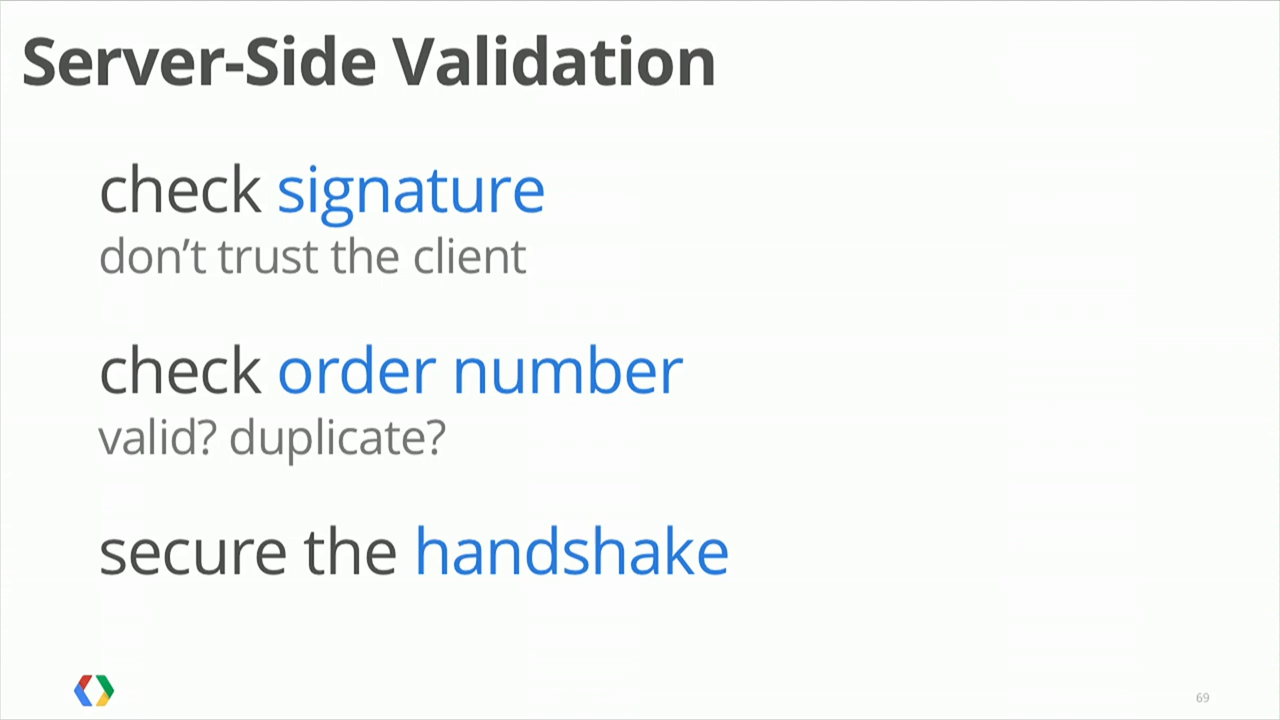 Server-Side Validation
check signature
don’t trust the client
check order number
valid? duplicate?
secure the handshake
69